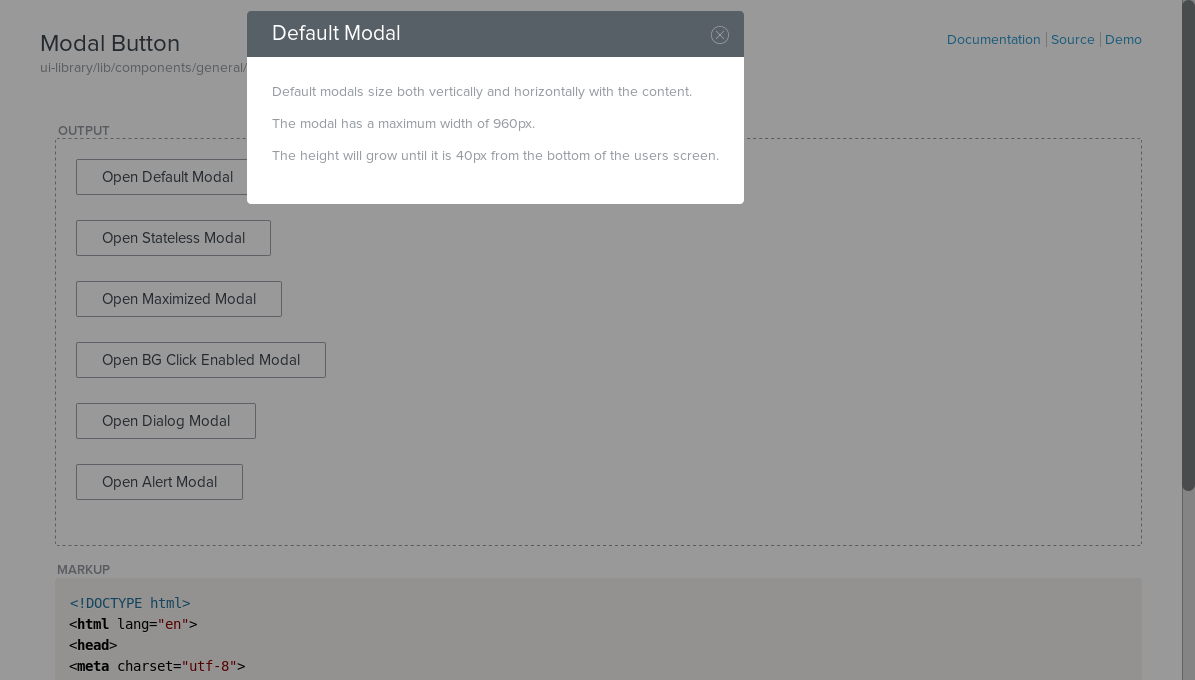 Modal Button
ui-library/lib/components/general/
Documentation
Source
Demo
Default Modal
Default modals size both vertically and horizontally with the content.
The modal has a maximum width of 960px.
The height will grow until it is 40px from the bottom of the users screen.
OUTPUT
Open Default Modal
Open Stateless Modal
Open Maximized Modal
Open BG Click Enabled Modal
Open Dialog Modal
Open Alert Modal
MARKUP
<!DOCTYPE html>
<html lang="en">
<head>
<meta charset="utf-8">